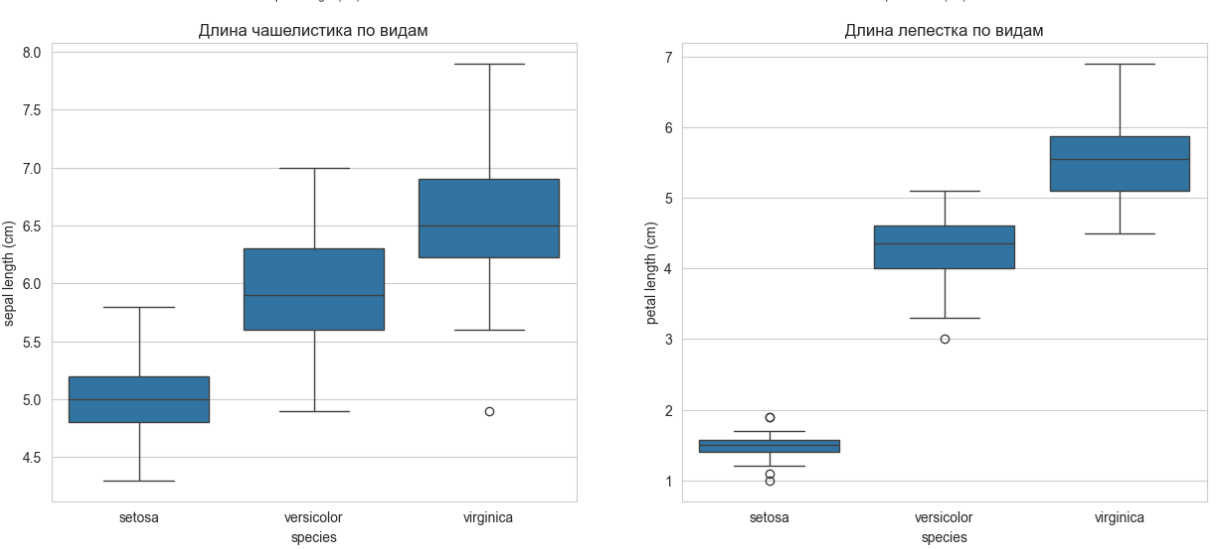 Длина чашелистика по видам
8.0
7.5
7.0
6.5
6.0
5.5
5.0
4.5
sepal length (cm)
setosa versicolor virginica
species
Длина лепестка по видам
7
6
5
4
3
2
1
petal length (cm)
setosa versicolor virginica
species